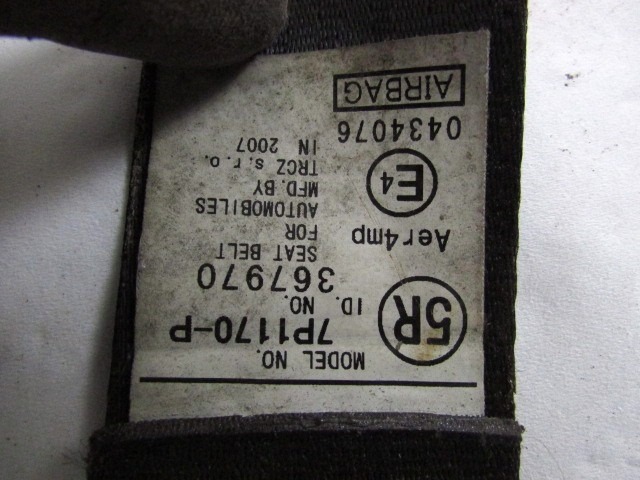 MODEL NO.
7P1170-P
5R
ID. NO.
367970
Aer4mp
SEAT BELT
FOR
AUTOMOBILES
MFD. BY
TRCZ s.r.o.
IN 2007
E4
0434076
AIRBAG